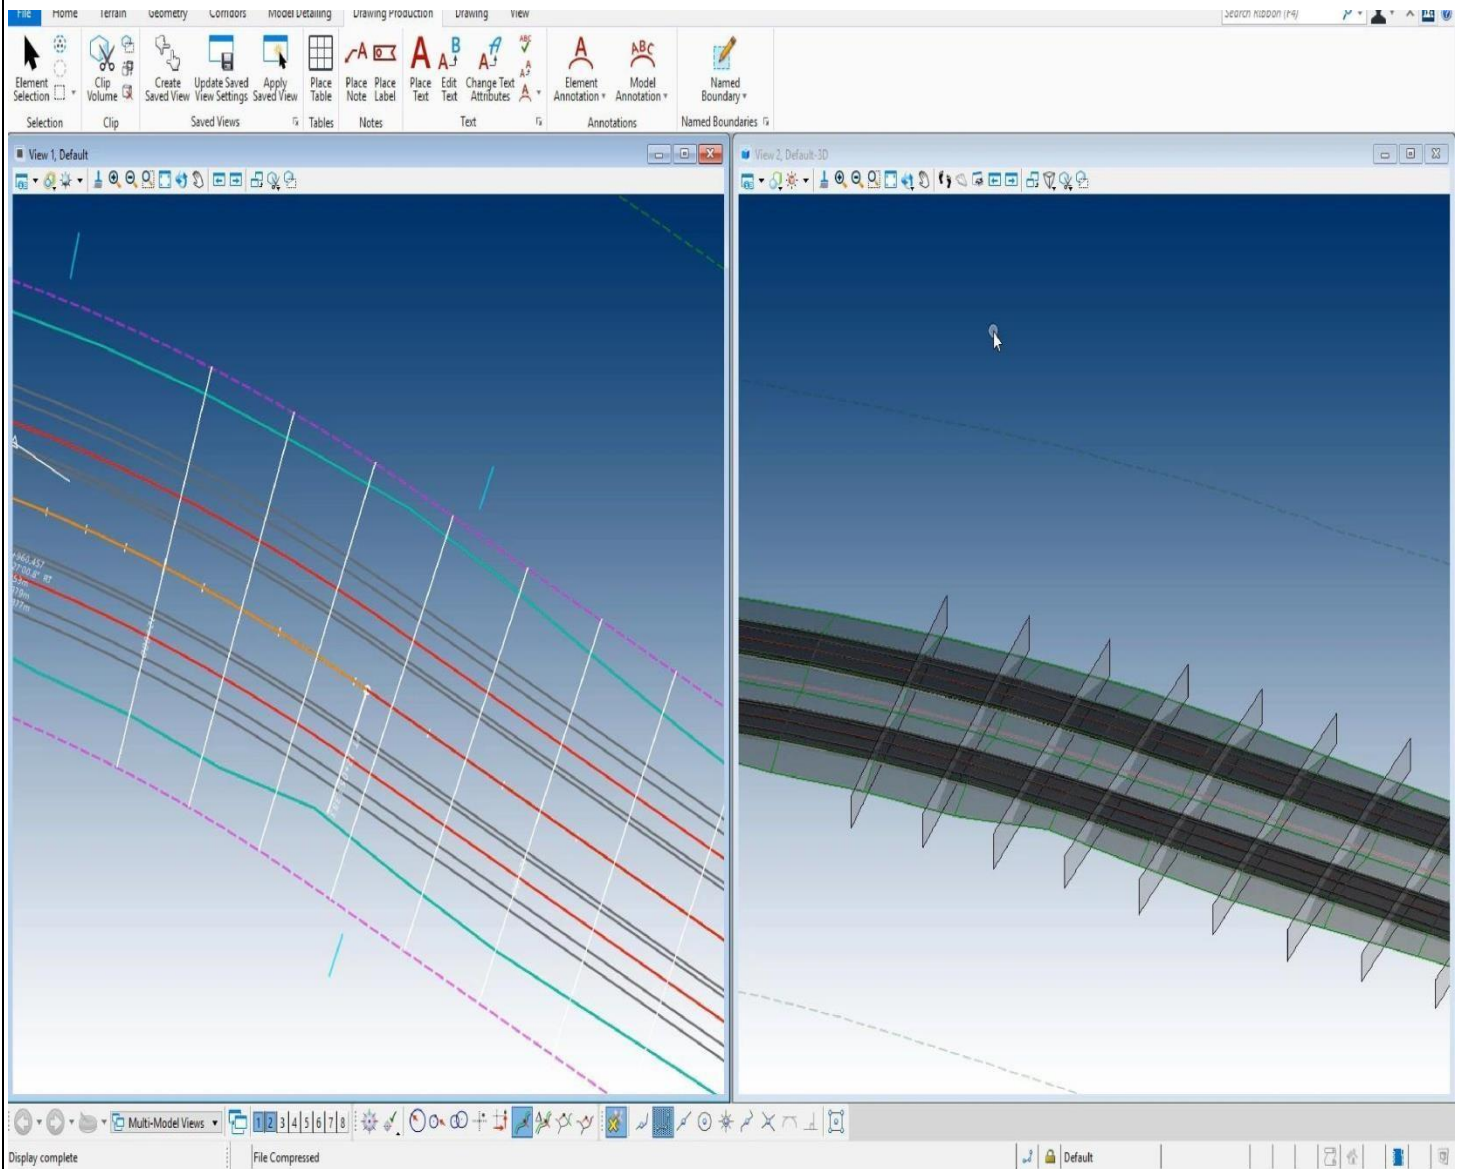 File Home Terrain Geometry Corridors Model Detailing Drawing Production Drawing View Search Ribbon (F4)
Element Selection
Clip Volume
Create Saved View
Update Saved View Settings
Apply Saved View
Place Table
Place Note
Place Label
Place Text
Edit Text
Change Text Attributes
Element Annotation
Model Annotation
Named Boundary
Selection Clip Saved Views Tables Notes Text Annotations Named Boundaries
View 1, Default
View 2, Default-3D
+960.457
Multi-Model Views 1 2 3 4 5 6 7 8
Display complete File Compressed Default